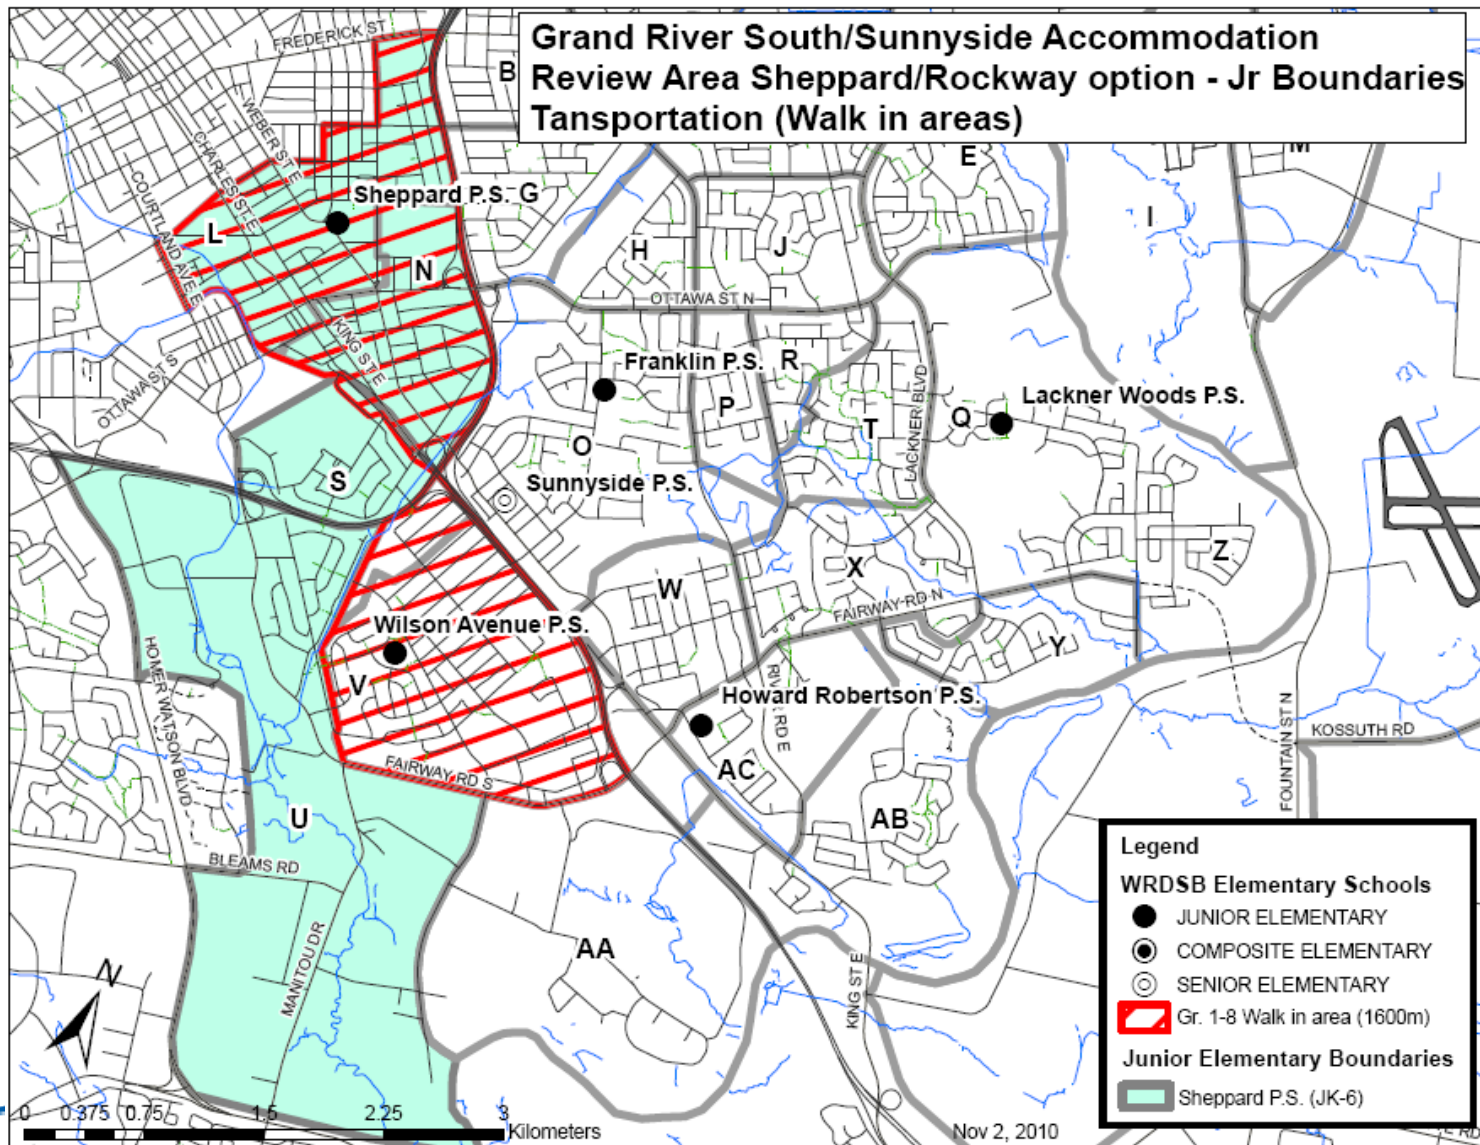 Grand River South/Sunnyside Accommodation
Review Area Sheppard/Rockway option - Jr Boundaries
Tansportation (Walk in areas)
FREDERICK ST
B
WEBER ST E
CHARLES ST E
COURTLAND AVE E
E
M
Sheppard P.S.
G
I
L
H
J
N
OTTAWA ST N
KING ST E
OTTAWA ST S
Franklin P.S.
R
P
LACKNER BLVD
Lackner Woods P.S.
Q
T
O
S
Sunnyside P.S.
Z
X
W
FAIRWAY RD N
Wilson Avenue P.S.
Y
HOMER WATSON BLVD
V
RIVER RD E
Howard Robertson P.S.
FOUNTAIN ST N
KOSSUTH RD
FAIRWAY RD S
AC
U
AB
BLEAMS RD
AA
MANITOU DR
KING ST E
N
Legend
WRDSB Elementary Schools
JUNIOR ELEMENTARY
COMPOSITE ELEMENTARY
SENIOR ELEMENTARY
Gr. 1-8 Walk in area (1600m)
Junior Elementary Boundaries
Sheppard P.S. (JK-6)
0 0.375 0.75 1.5 2.25 3
Kilometers
Nov 2, 2010